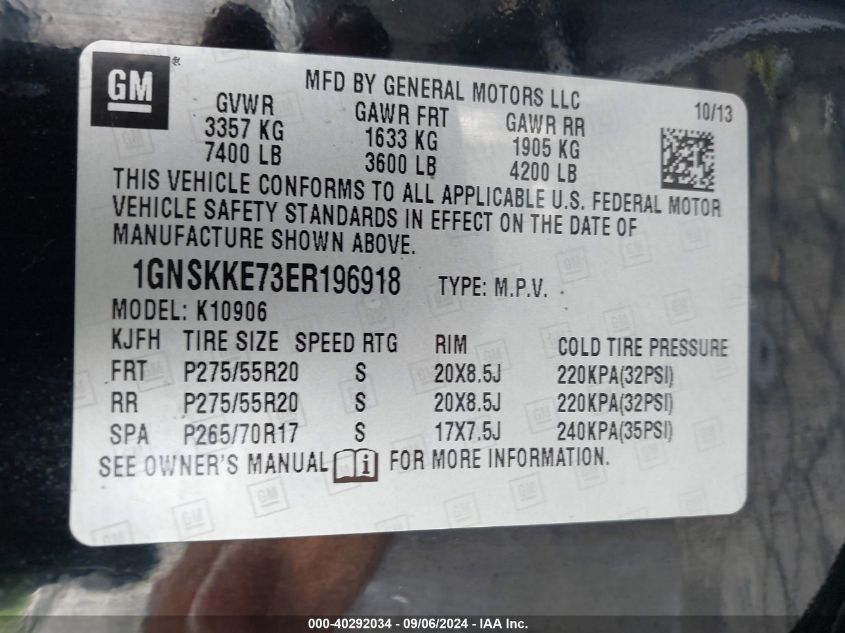 GM
MFD BY GENERAL MOTORS LLC
10/13
GVWR GAWR FRT GAWR RR
3357 KG 1633 KG 1905 KG
7400 LB 3600 LB 4200 LB
THIS VEHICLE CONFORMS TO ALL APPLICABLE U.S. FEDERAL MOTOR
VEHICLE SAFETY STANDARDS IN EFFECT ON THE DATE OF
MANUFACTURE SHOWN ABOVE.
1GNSKKE73ER196918 TYPE: M.P.V.
MODEL: K10906
KJFH TIRE SIZE SPEED RTG RIM COLD TIRE PRESSURE
FRT P275/55R20 S 20X8.5J 220KPA(32PSI)
RR P275/55R20 S 20X8.5J 220KPA(32PSI)
SPA P265/70R17 S 17X7.5J 240KPA(35PSI)
SEE OWNER'S MANUAL i FOR MORE INFORMATION.
000-40292034 - 09/06/2024 - IAA Inc.